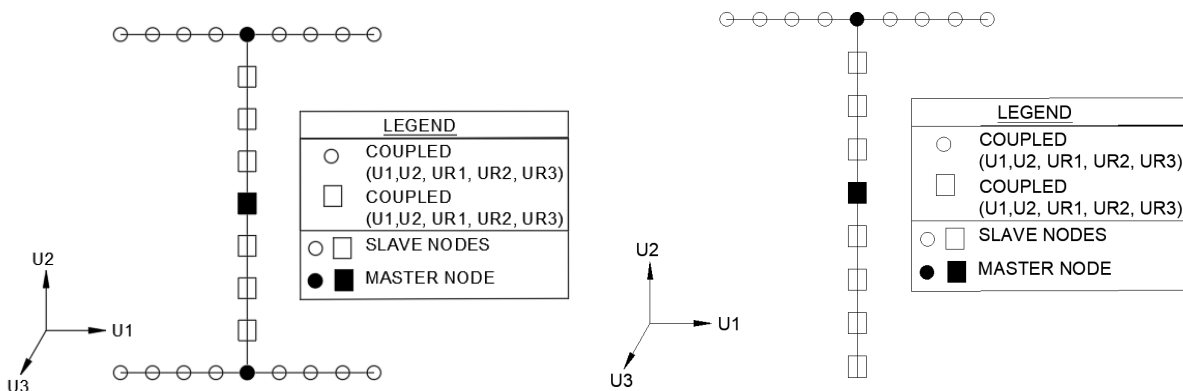 LEGEND
COUPLED
(U1,U2, UR1, UR2, UR3)
COUPLED
(U1,U2, UR1, UR2, UR3)
SLAVE NODES
MASTER NODE
U2
U1
U3
LEGEND
COUPLED
(U1,U2, UR1, UR2, UR3)
COUPLED
(U1,U2, UR1, UR2, UR3)
SLAVE NODES
MASTER NODE
U2
U1
U3